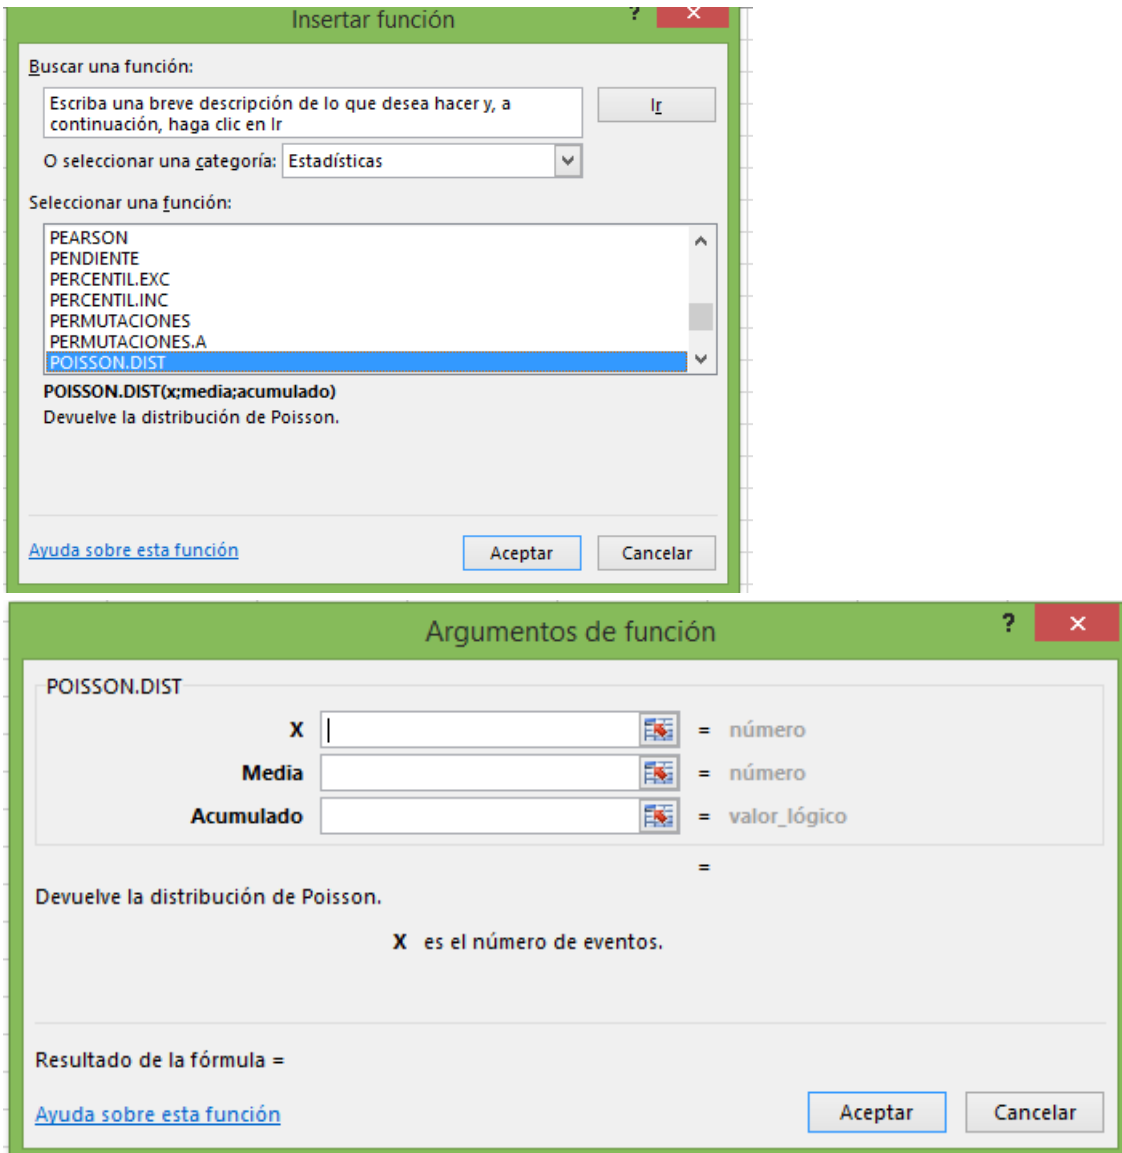 Insertar función
?
Buscar una función:
Escriba una breve descripción de lo que desea hacer y, a
continuación, haga clic en Ir
Ir
O seleccionar una categoría: Estadísticas
Seleccionar una función:
PEARSON
PENDIENTE
PERCENTIL.EXC
PERCENTIL.INC
PERMUTACIONES
PERMUTACIONES.A
POISSON.DIST
POISSON.DIST(x;media;acumulado)
Devuelve la distribución de Poisson.
Ayuda sobre esta función
Aceptar
Cancelar
Argumentos de función
?
POISSON.DIST
X = número
Media = número
Acumulado = valor_lógico
=
Devuelve la distribución de Poisson.
X es el número de eventos.
Resultado de la fórmula =
Ayuda sobre esta función
Aceptar
Cancelar